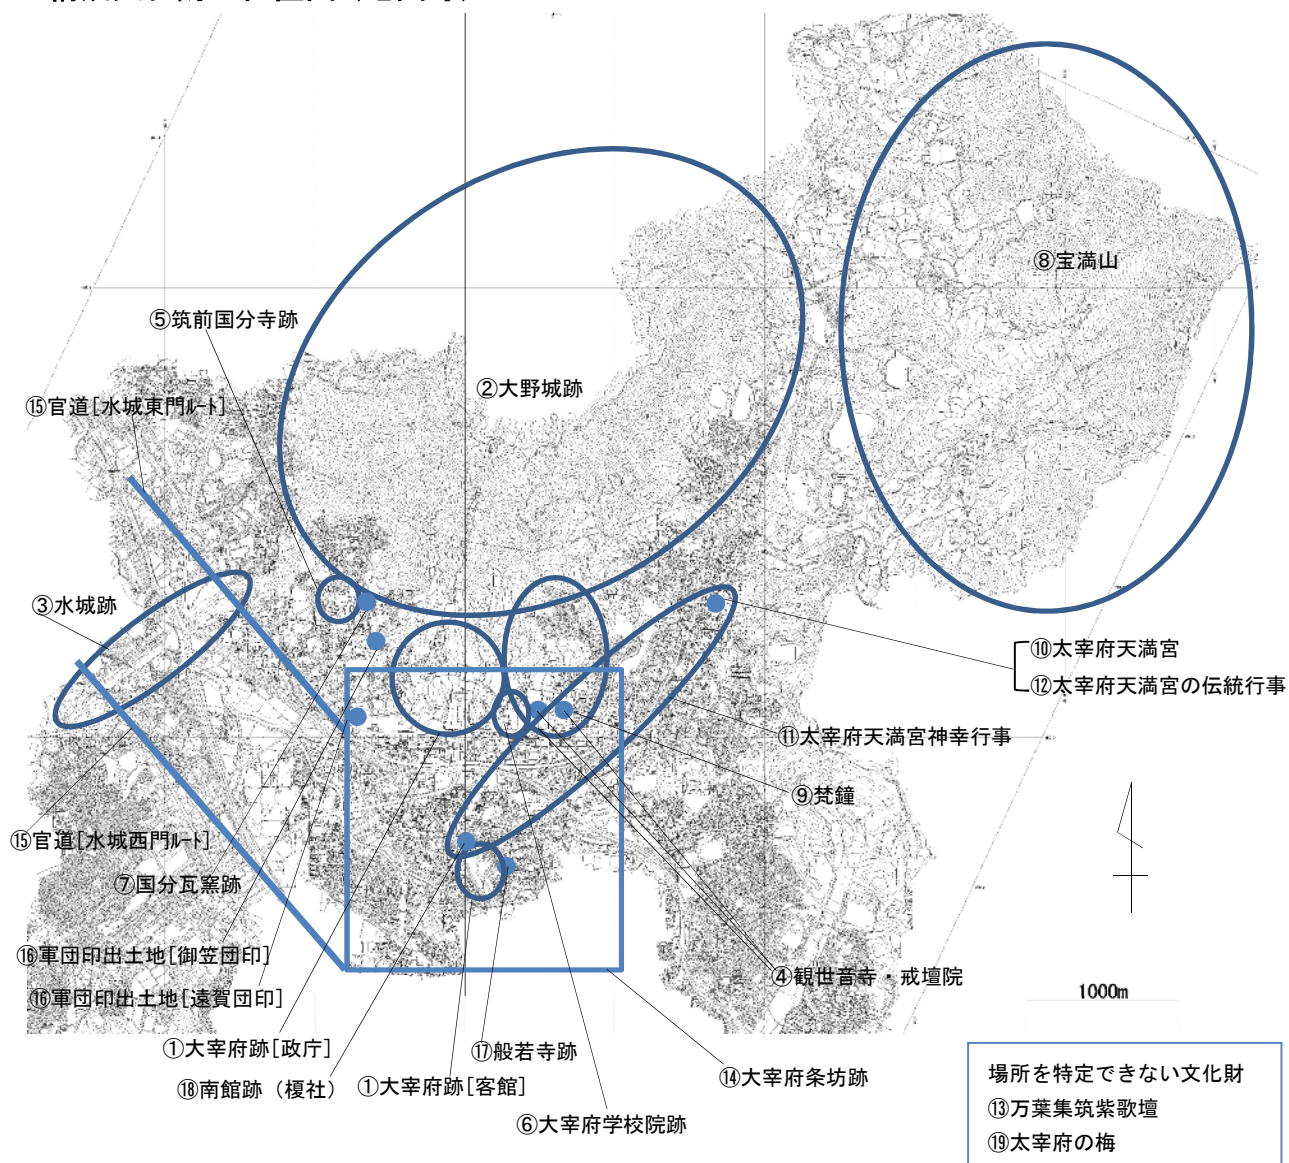 ⑧宝満山
⑤筑前国分寺跡
②大野城跡
⑮官道[水城東門ルート]
③水城跡
⑩太宰府天満宮
⑫太宰府天満宮の伝統行事
⑪太宰府天満宮神幸行事
⑨梵鐘
⑮官道[水城西門ルート]
⑦国分瓦窯跡
⑯軍団印出土地[御笠団印]
④観世音寺・戒壇院
⑯軍団印出土地[遠賀団印]
1000m
①大宰府跡[政庁]
⑰般若寺跡
⑱南館跡（榎社）
①大宰府跡[客館]
⑭大宰府条坊跡
⑥大宰府学校院跡
場所を特定できない文化財
⑬万葉集筑紫歌壇
⑲太宰府の梅